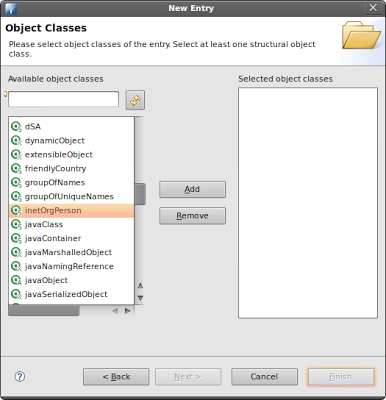 New Entry
Object Classes
Please select object classes of the entry. Select at least one structural object
class.
Available object classes
Selected object classes
dSA
dynamicObject
extensibleObject
friendlyCountry
groupOfNames
groupOfUniqueNames
inetOrgPerson
javaClass
javaContainer
javaMarshalledObject
javaNamingReference
javaObject
javaSerializedObject
Add
Remove
?
< Back
Next >
Cancel
Finish